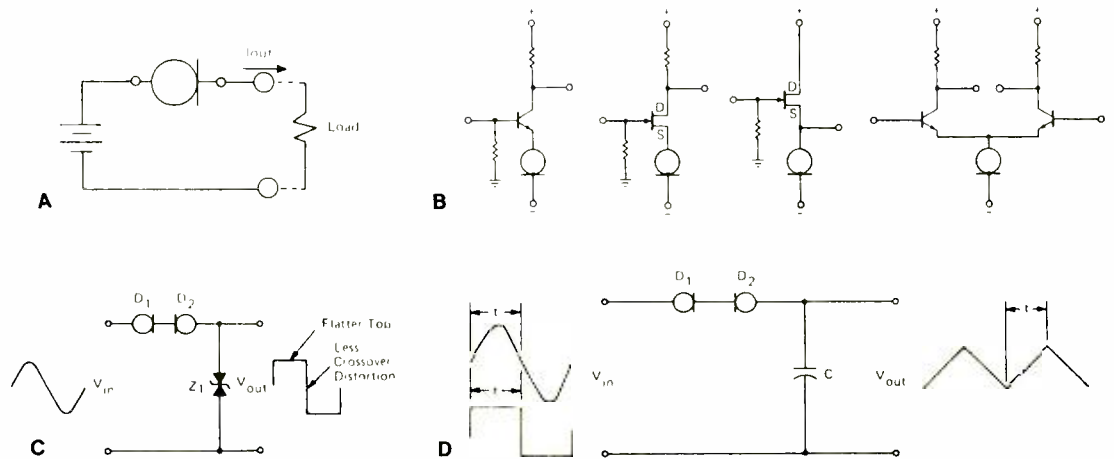 Iout
Load
A
+
+
+
+
+
D
S
D
S
B
−
−
−
−
D1
D2
Flatter Top
Less
Crossover
Distortion
Vin
Z1
Vout
C
t
t
Vin
D1
D2
C
Vout
t
D